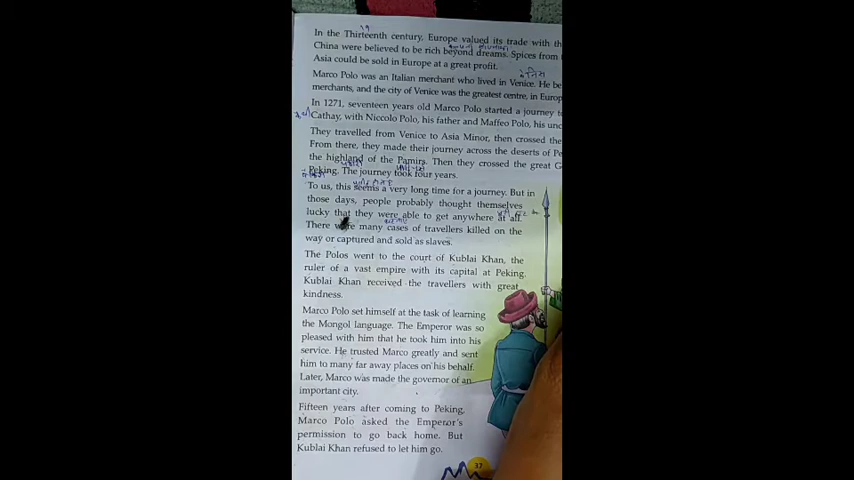 In the Thirteenth century, Europe valued its trade with th
China were believed to be rich beyond dreams. Spices from
Asia could be sold in Europe at a great profit.
वेनिस
Marco Polo was an Italian merchant who lived in Venice. He be
merchants, and the city of Venice was the greatest centre, in Europ
In 1271, seventeen years old Marco Polo started a journey to
Cathay, with Niccolo Polo, his father and Maffeo Polo, his unc
They travelled from Venice to Asia Minor, then crossed the
From there, they made their journey across the deserts of Pe
the highland of the Pamirs. Then they crossed the great G
Peking. The journey took four years.
To us, this seems a very long time for a journey. But in
those days, people probably thought themselves
lucky that they were able to get anywhere at all.
There were many cases of travellers killed on the
way or captured and sold as slaves.
The Polos went to the court of Kublai Khan, the
ruler of a vast empire with its capital at Peking.
Kublai Khan received the travellers with great
kindness.
Marco Polo set himself at the task of learning
the Mongol language. The Emperor was so
pleased with him that he took him into his
service. He trusted Marco greatly and sent
him to many far away places on his behalf.
Later, Marco was made the governor of an
important city.
Fifteen years after coming to Peking,
Marco Polo asked the Emperor's
permission to go back home. But
Kublai Khan refused to let him go.
37